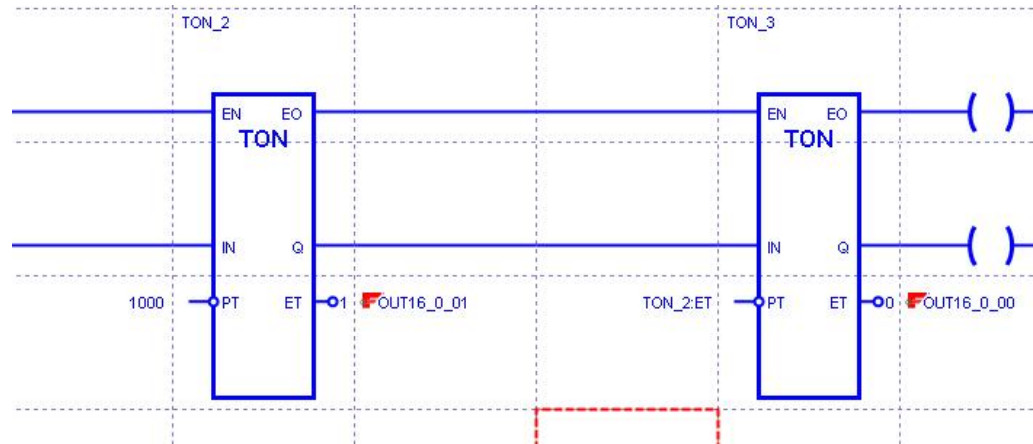 TON_2 TON_3
EN EO EN EO
TON TON
IN Q IN Q
1000 PT ET 1 F OUT16_0_01 TON_2:ET PT ET 0 F OUT16_0_00